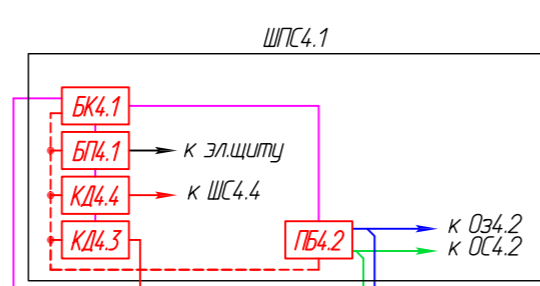 ШПС4.1
БК4.1
БП4.1
к эл.щиту
КД4.4
к ШС4.4
КД4.3
ПБ4.2
к Оз4.2
к ОС4.2